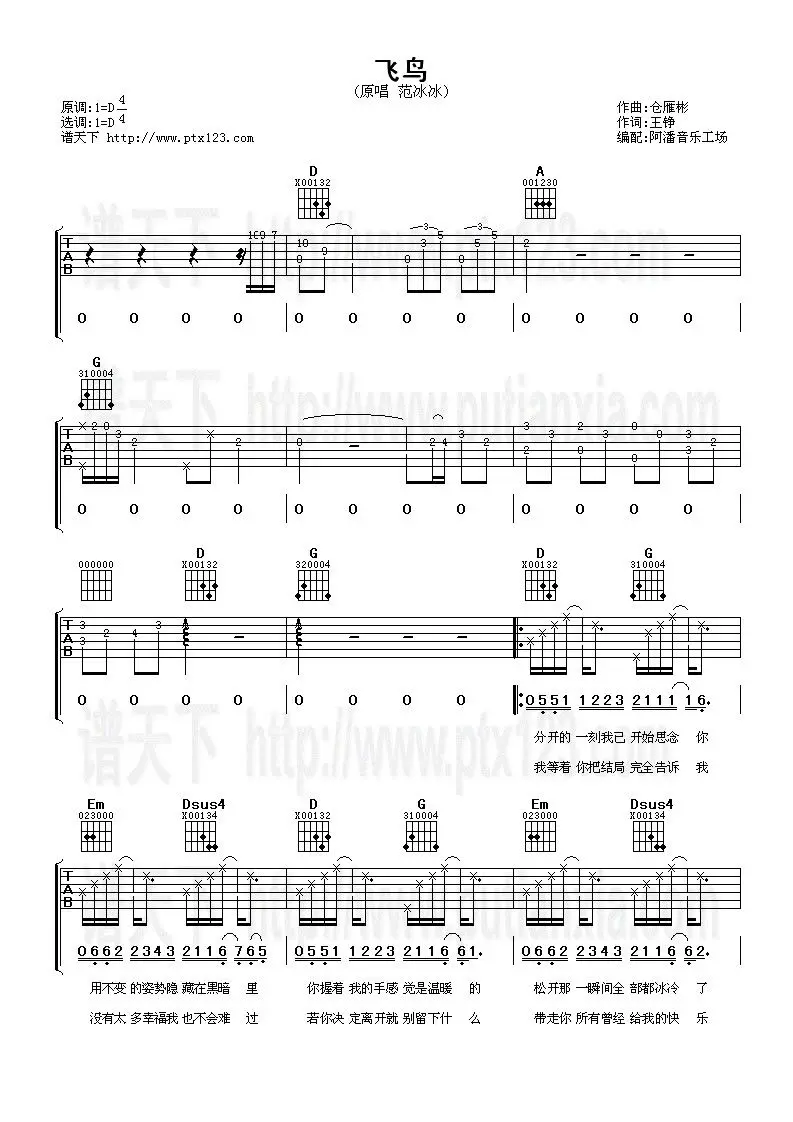 飞鸟
(原唱 范冰冰)
原调:1=D 4/4
选调:1=D
谱天下 http://www.ptx123.com
作曲:仓雁彬
作词:王铮
编配:阿潘音乐工场
D A
X00132 001230
T A B
10 9 7 10 0 9 0 3 5 0 5 5 2
0 0 0 0 0 0 0 0 0 0 0 0
G
310004
T A B
2 0 3 2 2 0 2 4 3 2 3 2 2 0 3 0 0 0 3 3 2
0 0 0 0 0 0 0 0 0 0 0 0
D G D G
000000 X00132 320004 X00132 310004
T A B
3 3 2 4 3
0 0 0 0 0 0 0 0 0551 1223 2111 16.
分开的 一刻我已 开始思念 你
我等着 你把结局 完全告诉 我
Em Dsus4 D G Em Dsus4
023000 X00134 X00132 310004 023000 X00134
T A B
0662 2343 2116 765 0551 1223 2116 61. 0662 2343 2116 62.
用不变 的姿势隐 藏在黑暗 里 你握着 我的手感 觉是温暖 的 松开那 一瞬间全 部都冰冷 了
没有太 多幸福我 也不会难 过 若你决 定离开就 别留下什 么 带走你 所有曾经 给我的快 乐
谱天下 http://www.ptx123.com
谱天下 http://www.putianxia.com
谱天下 http://www.ptx123.com